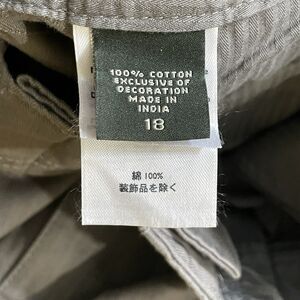 100% COTTON
EXCLUSIVE OF
DECORATION
MADE IN
INDIA
18
綿 100%
装飾品を除く